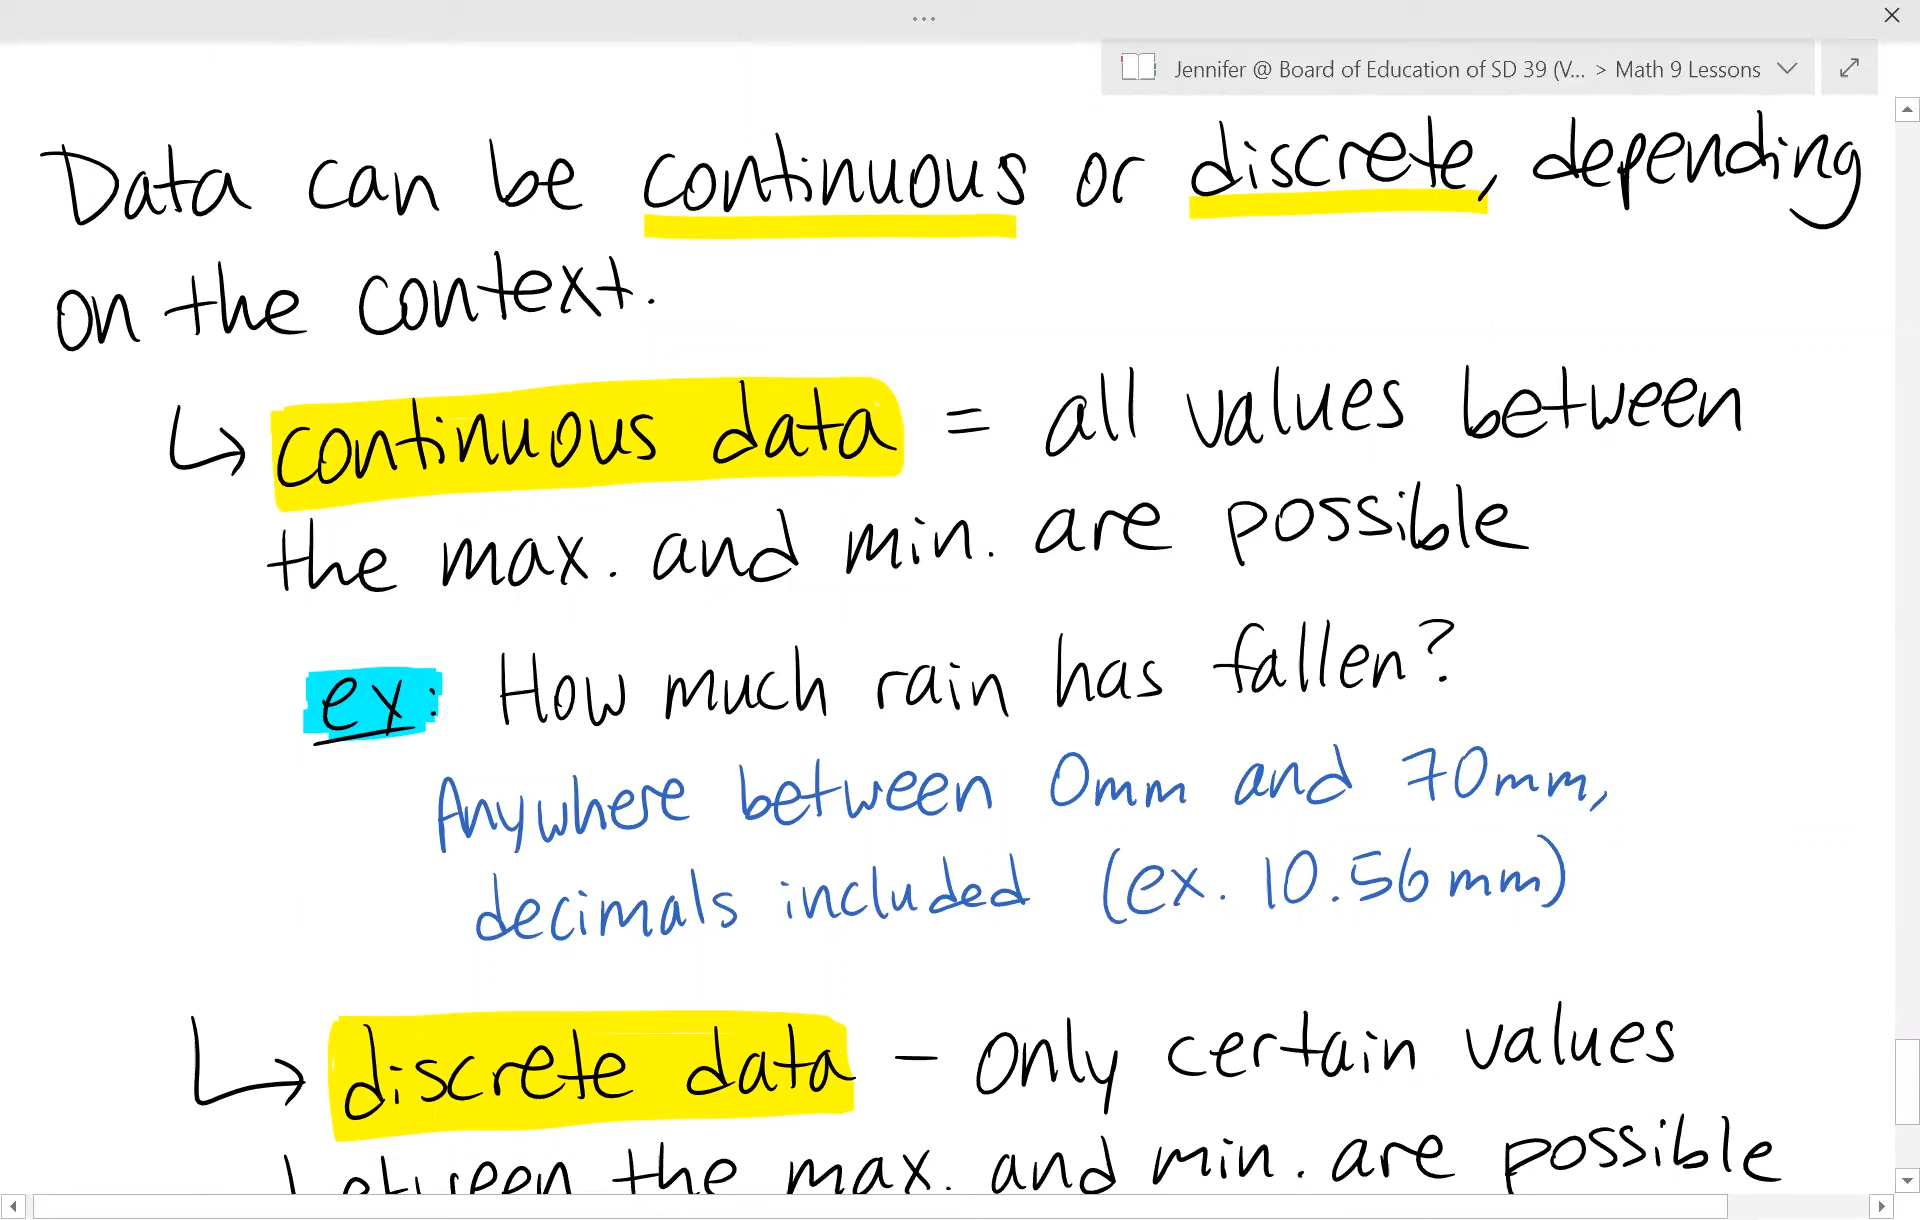 Jennifer @ Board of Education of SD 39 (V... > Math 9 Lessons
Data can be continuous or discrete, depending
on the context.
↳ continuous data = all values between
the max. and min. are possible
ex: How much rain has fallen?
Anywhere between 0mm and 70mm,
decimals included (ex. 10.56mm)
↳ discrete data – only certain values
between the max. and min. are possible